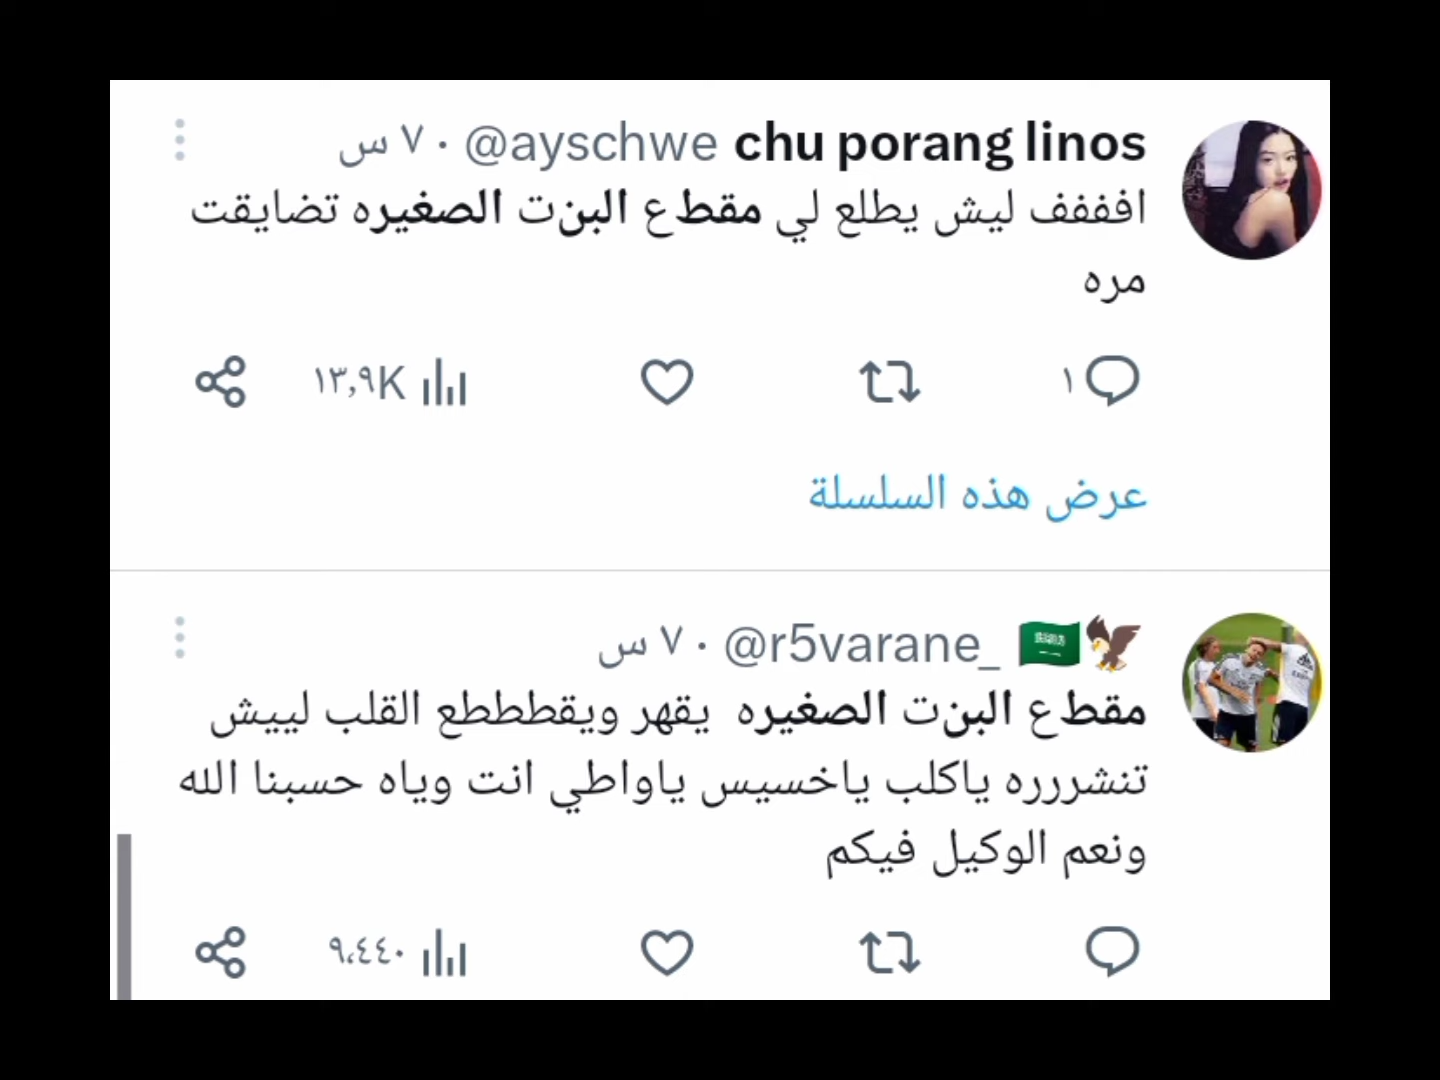 chu porang linos @ayschwe · ٧٠ س
افففف ليش يطلع لي مقطع البنت الصغيره تضايقت
مره
١
١٣,٩K
عرض هذه السلسلة
@r5varane_ · ٧٠ س
مقطع البنت الصغيره يقهر ويقطططع القلب لييش
تنشرررره ياكلب ياخسيس ياواطي انت وياه حسبنا الله
ونعم الوكيل فيكم
٩،٤٤٠